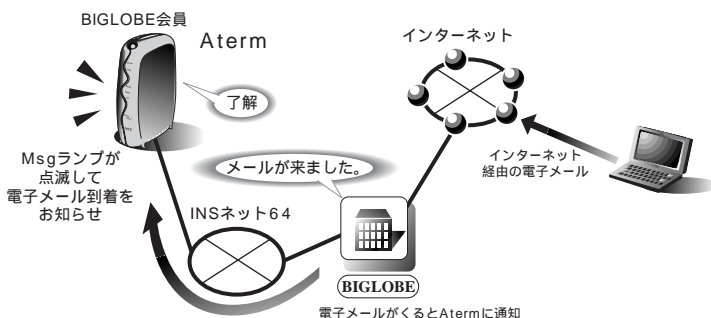 BIGLOBE会員
Aterm
インターネット
了解
Msgランプが
点滅して
電子メール到着を
お知らせ
メールが来ました。
インターネット
経由の電子メール
INSネット64
BIGLOBE
電子メールがくるとAtermに通知